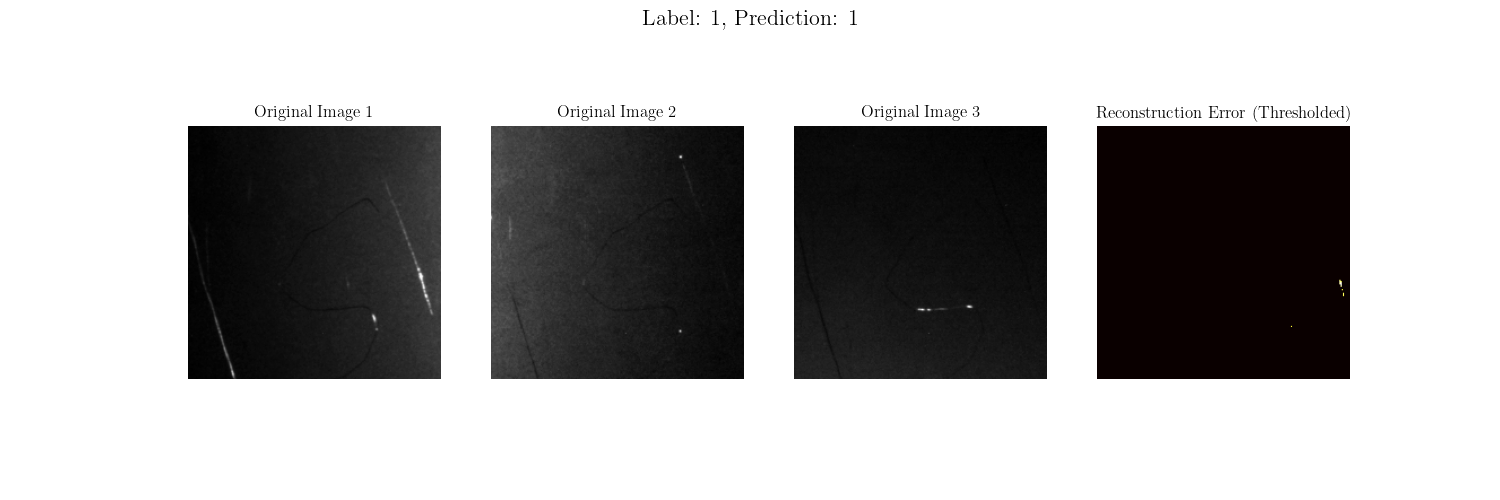 Label: 1, Prediction: 1
Original Image 1
Original Image 2
Original Image 3
Reconstruction Error (Thresholded)